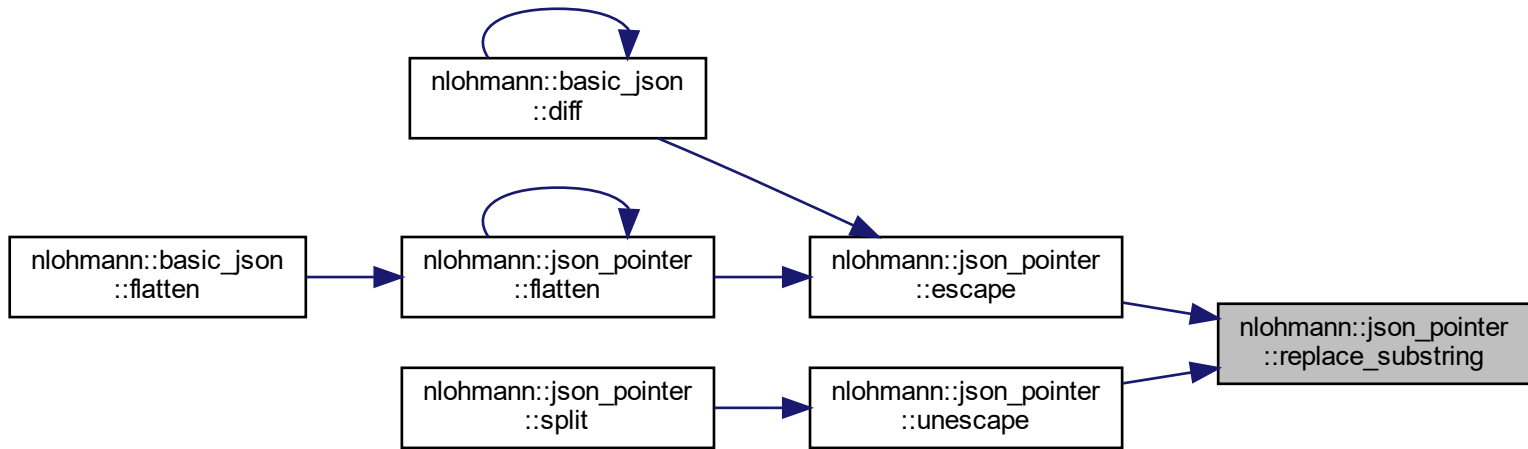 nlohmann::basic_json
::diff
nlohmann::basic_json
::flatten
nlohmann::json_pointer
::flatten
nlohmann::json_pointer
::escape
nlohmann::json_pointer
::replace_substring
nlohmann::json_pointer
::split
nlohmann::json_pointer
::unescape